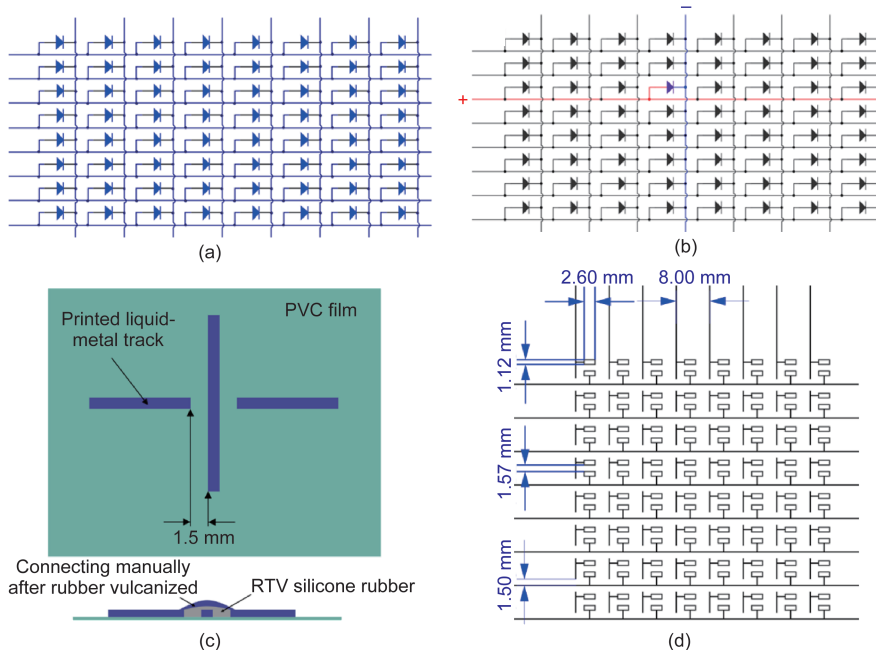 −
+
(a)
(b)
PVC film
Printed liquid-
metal track
1.5 mm
Connecting manually
after rubber vulcanized
RTV silicone rubber
(c)
2.60 mm
8.00 mm
1.12 mm
1.57 mm
1.50 mm
(d)